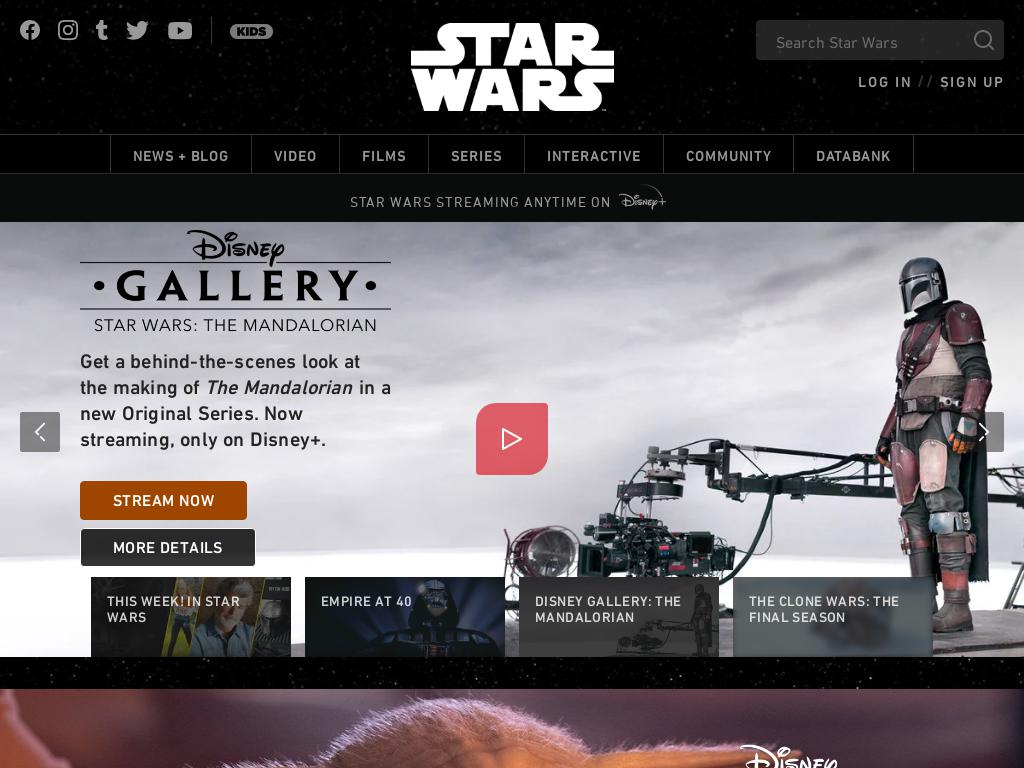 KIDS
STAR
WARS
Search Star Wars
LOG IN // SIGN UP
NEWS + BLOG
VIDEO
FILMS
SERIES
INTERACTIVE
COMMUNITY
DATABANK
STAR WARS STREAMING ANYTIME ON Disney+
Disney
• GALLERY •
STAR WARS: THE MANDALORIAN
Get a behind-the-scenes look at
the making of The Mandalorian in a
new Original Series. Now
streaming, only on Disney+.
STREAM NOW
MORE DETAILS
THIS WEEK! IN STAR
WARS
EMPIRE AT 40
DISNEY GALLERY: THE
MANDALORIAN
THE CLONE WARS: THE
FINAL SEASON
Disney